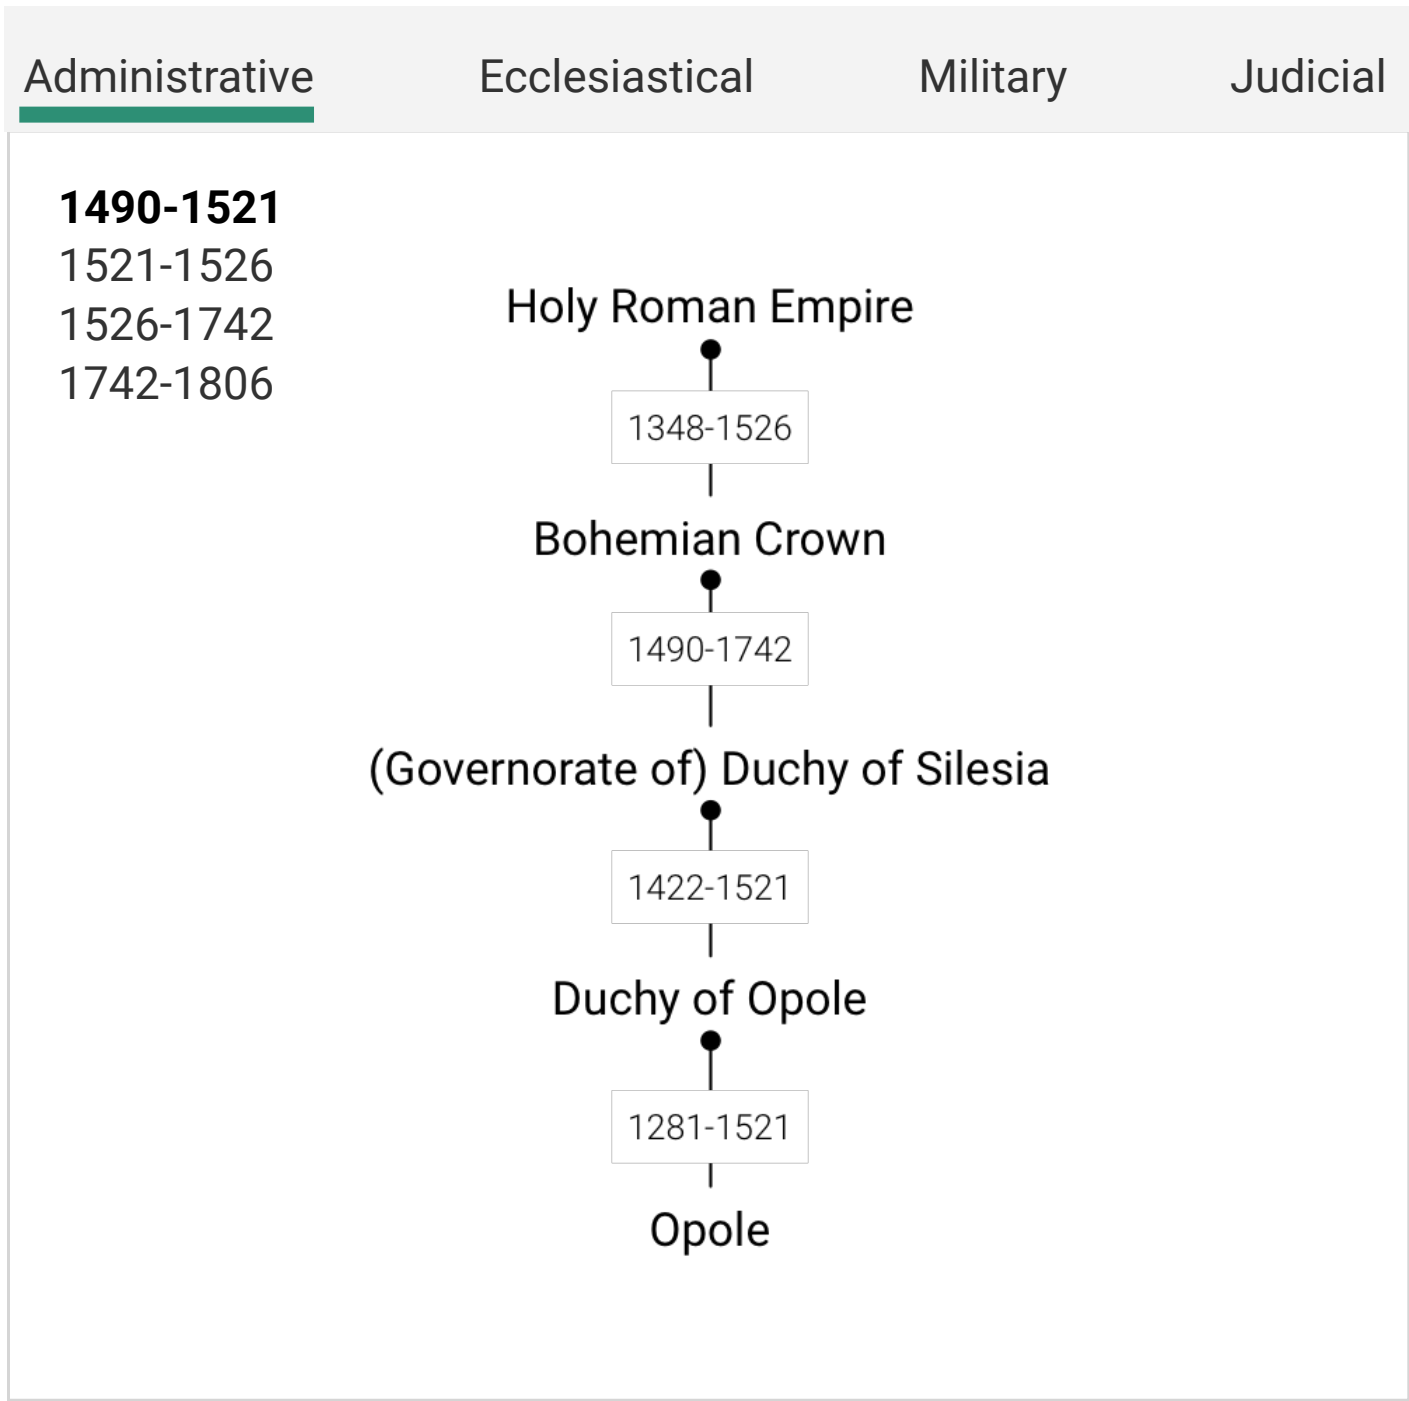 Administrative Ecclesiastical Military Judicial
1490-1521
1521-1526
1526-1742
1742-1806
Holy Roman Empire
1348-1526
Bohemian Crown
1490-1742
(Governorate of) Duchy of Silesia
1422-1521
Duchy of Opole
1281-1521
Opole